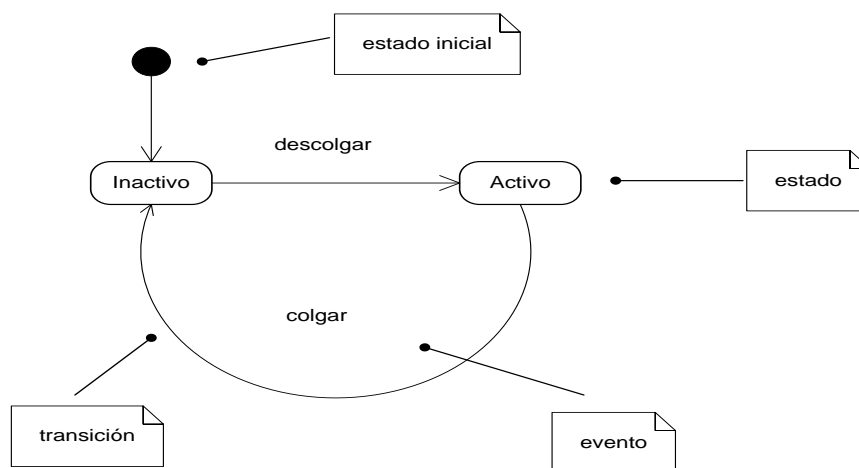 estado inicial
descolgar
Inactivo
Activo
estado
colgar
transición
evento